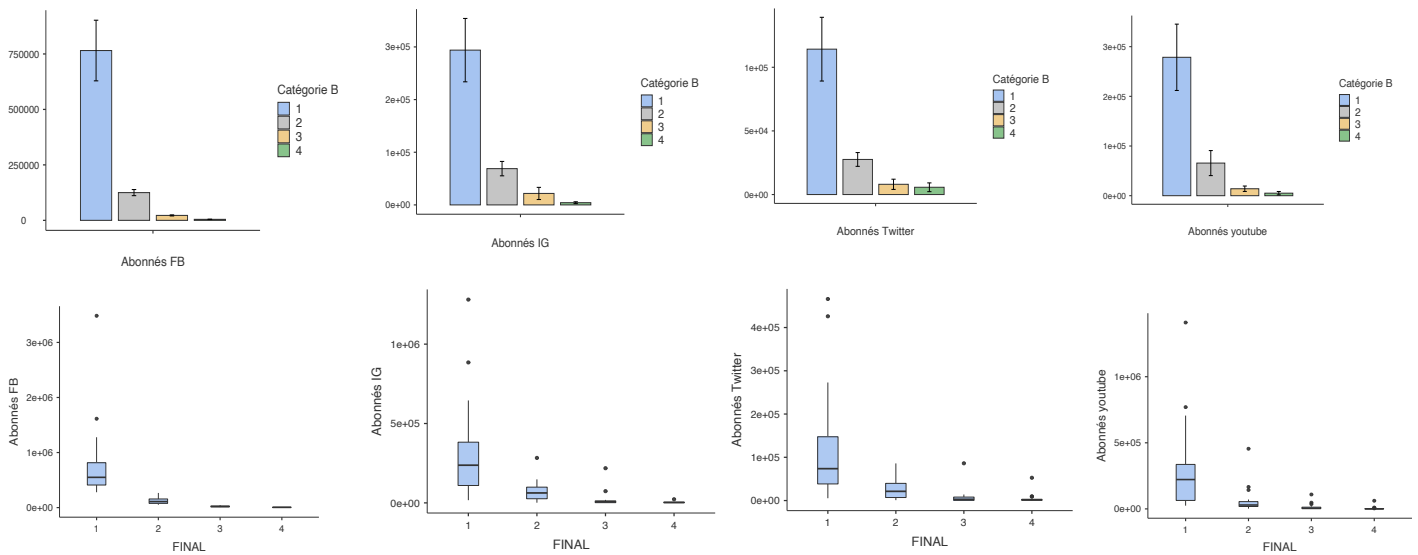 750000
500000
250000
0
Abonnés FB
Catégorie B
1
2
3
4
3e+05
2e+05
1e+05
0e+00
Abonnés IG
Catégorie B
1
2
3
4
1e+05
5e+04
0e+00
Abonnés Twitter
Catégorie B
1
2
3
4
3e+05
2e+05
1e+05
0e+00
Abonnés youtube
Catégorie B
1
2
3
4
Abonnés FB
3e+06
2e+06
1e+06
0e+00
1 2 3 4
FINAL
Abonnés IG
1e+06
5e+05
0e+00
1 2 3 4
FINAL
Abonnés Twitter
4e+05
3e+05
2e+05
1e+05
0e+00
1 2 3 4
FINAL
Abonnés youtube
1e+06
5e+05
0e+00
1 2 3 4
FINAL